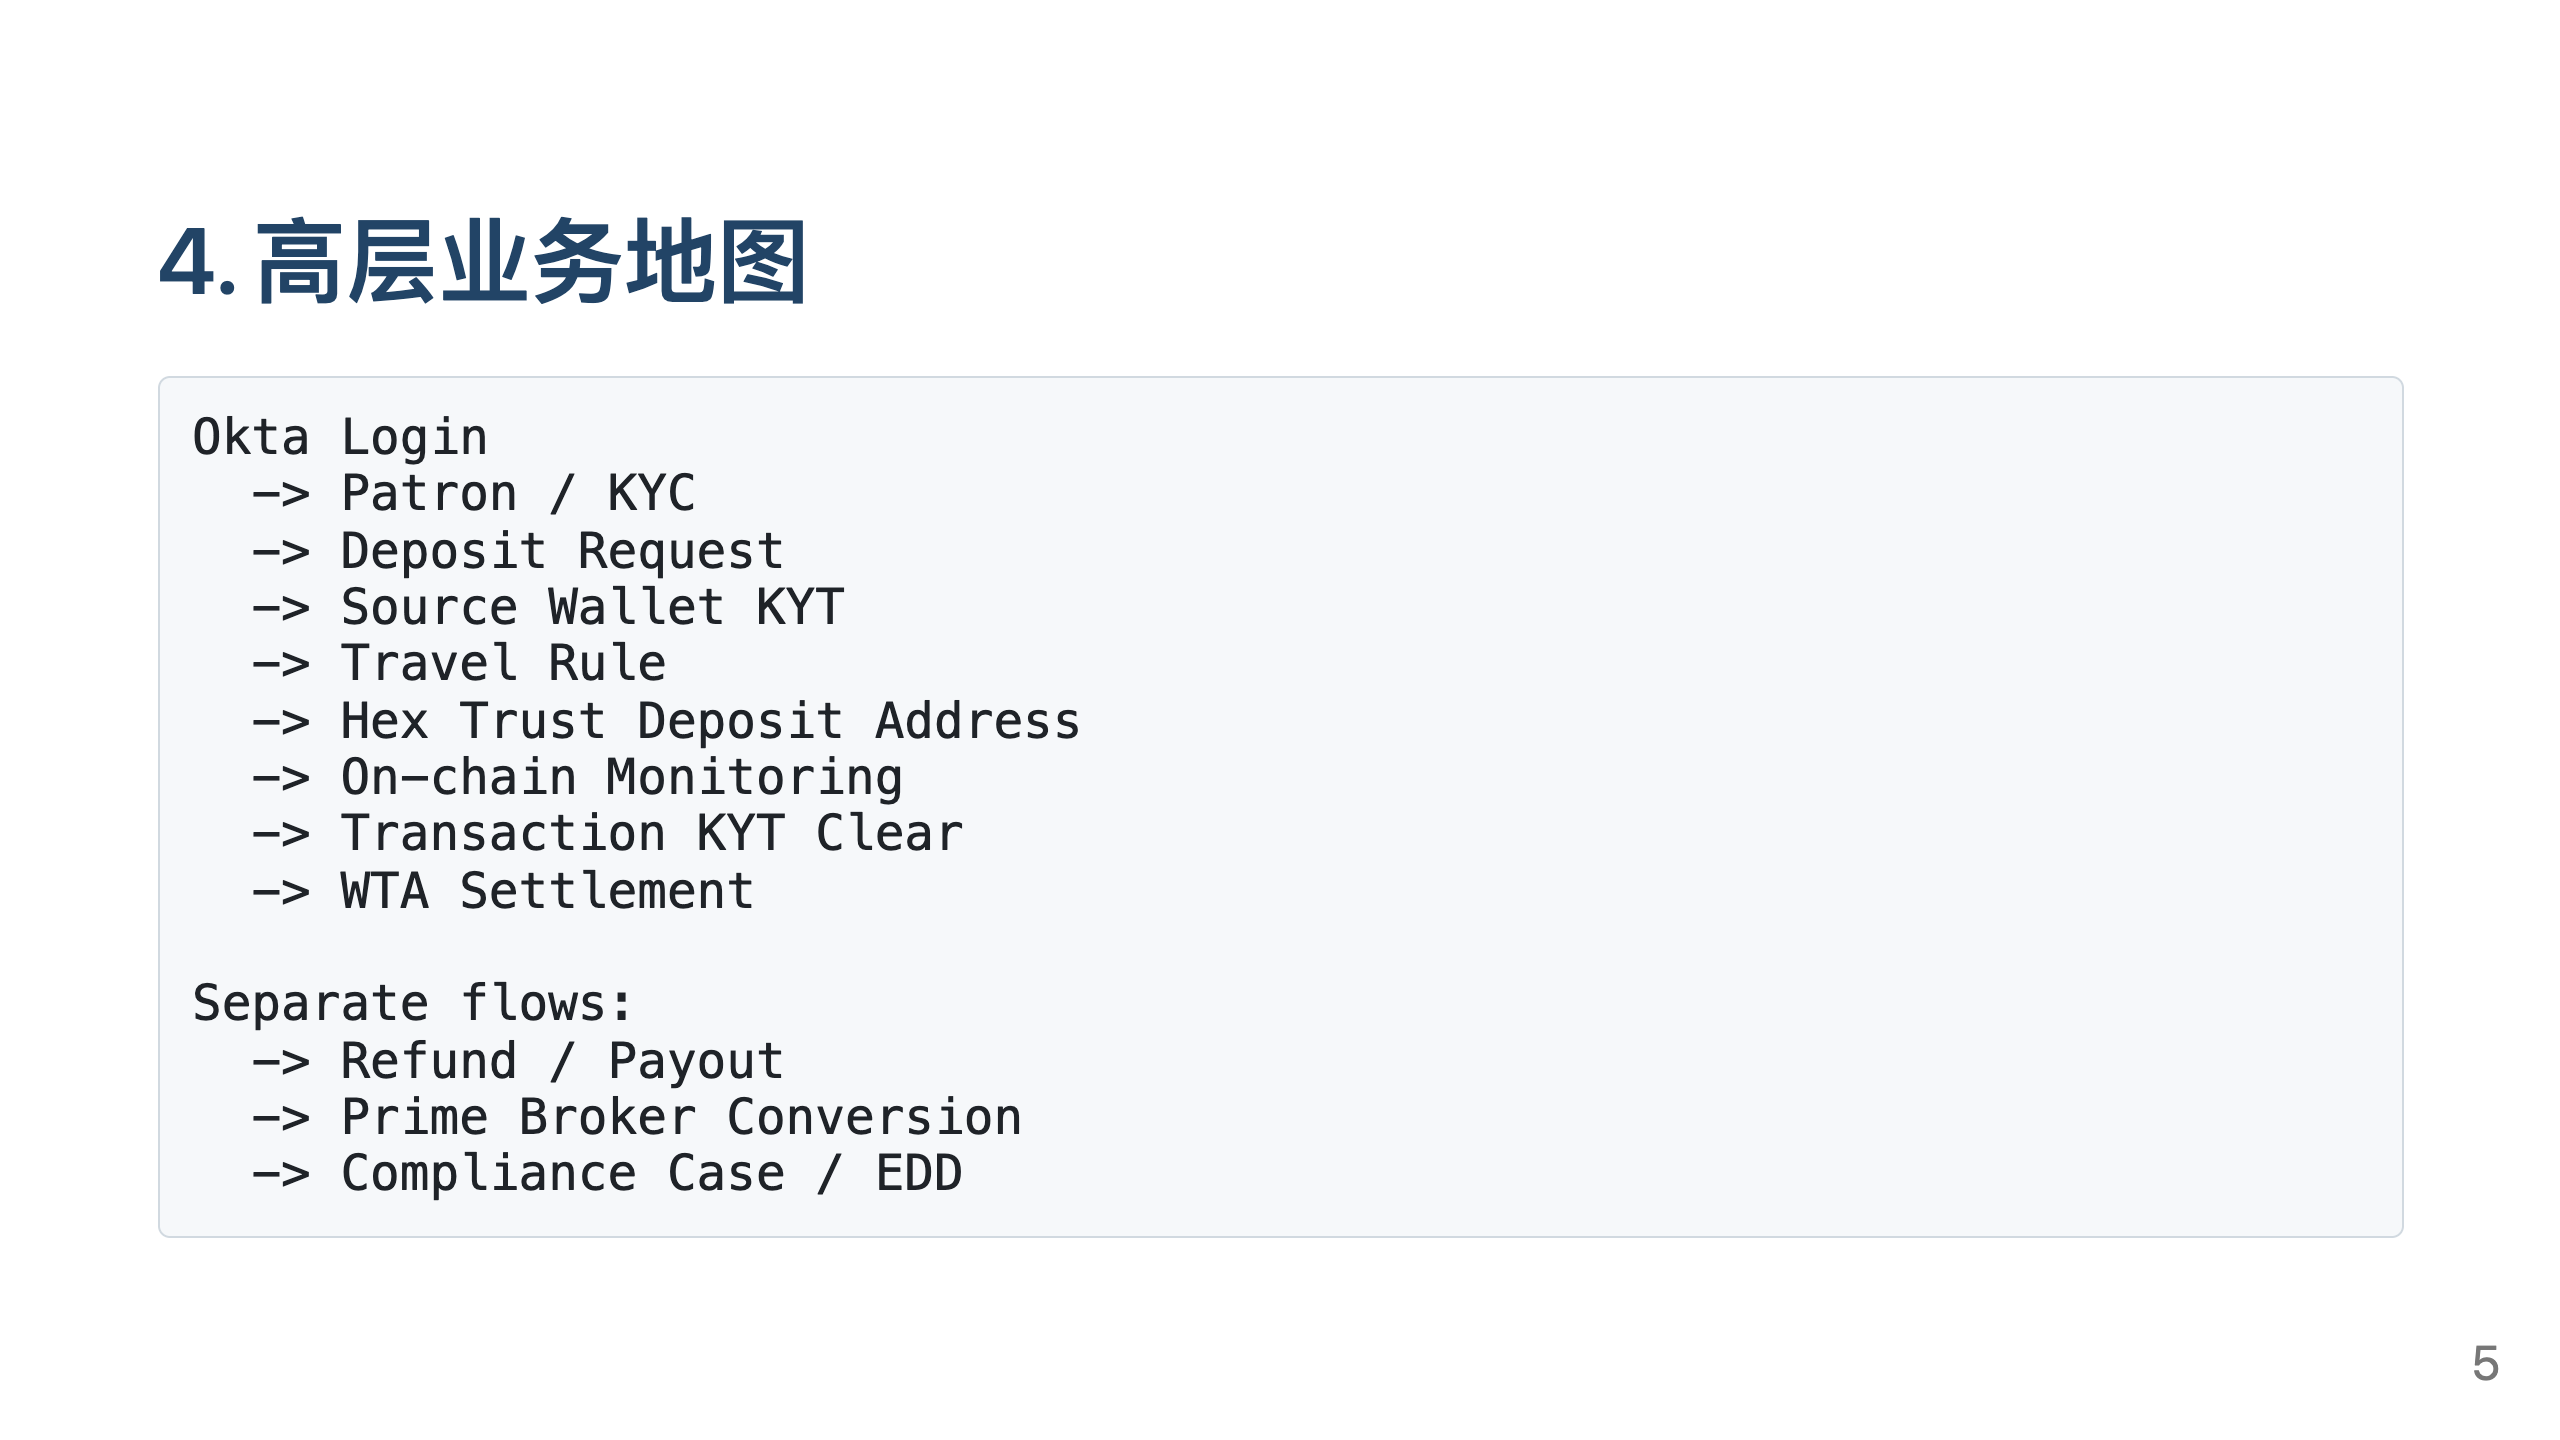 4. 高层业务地图
Okta Login
  -> Patron / KYC
  -> Deposit Request
  -> Source Wallet KYT
  -> Travel Rule
  -> Hex Trust Deposit Address
  -> On-chain Monitoring
  -> Transaction KYT Clear
  -> WTA Settlement

Separate flows:
  -> Refund / Payout
  -> Prime Broker Conversion
  -> Compliance Case / EDD
5